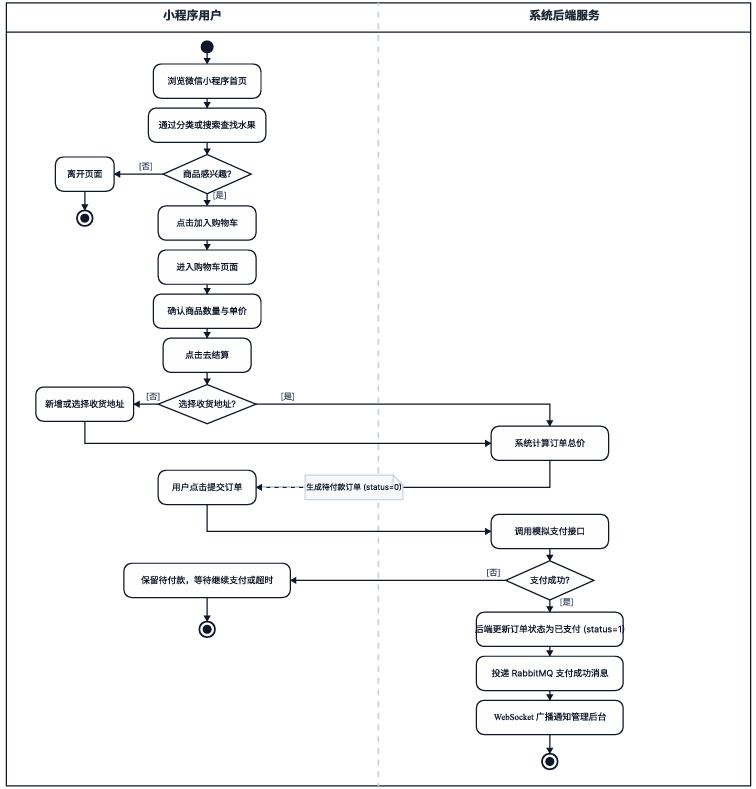 小程序用户
系统后端服务
浏览微信小程序首页
通过分类或搜索查找水果
商品感兴趣?
[否]
离开页面
[是]
点击加入购物车
进入购物车页面
确认商品数量与单价
点击去结算
选择收货地址?
[否]
新增或选择收货地址
[是]
系统计算订单总价
生成待付款订单 (status=0)
用户点击提交订单
调用模拟支付接口
支付成功?
[否]
保留待付款，等待继续支付或超时
[是]
后端更新订单状态为已支付 (status=1)
投递 RabbitMQ 支付成功消息
WebSocket 广播通知管理后台